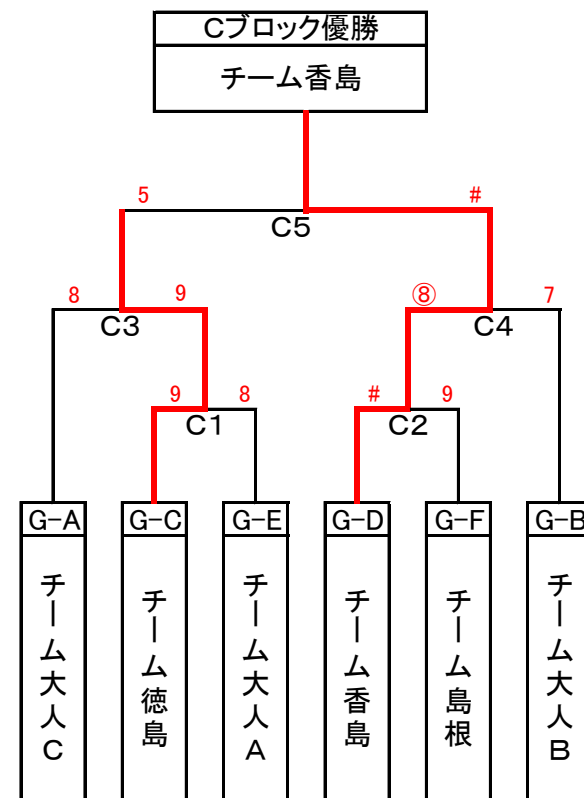 Cブロック優勝
チーム香島
5
#
C5
8
9
⑧
7
C3
C4
9
8
#
9
C1
C2
G-A
G-C
G-E
G-D
G-F
G-B
チーム大人C
チーム徳島
チーム大人A
チーム香島
チーム島根
チーム大人B